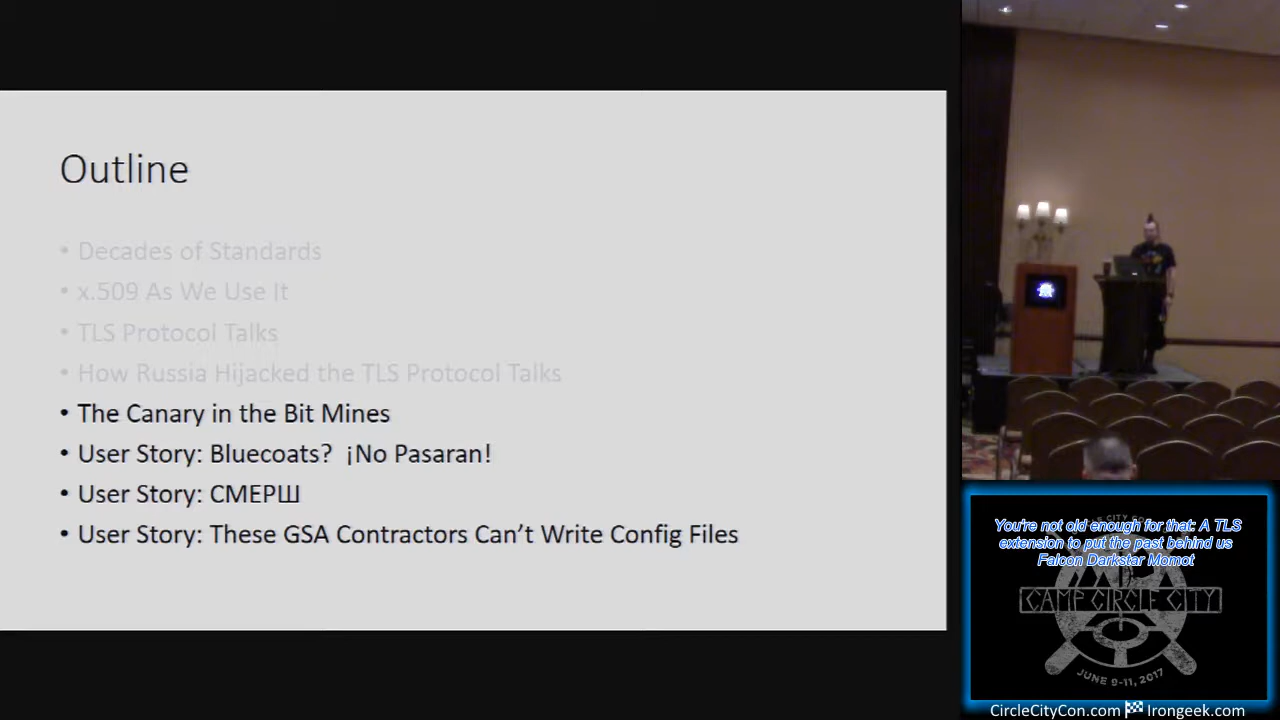 Outline
• Decades of Standards
• x.509 As We Use It
• TLS Protocol Talks
• How Russia Hijacked the TLS Protocol Talks
• The Canary in the Bit Mines
• User Story: Bluecoats?  ¡No Pasaran!
• User Story: СМЕРШ
• User Story: These GSA Contractors Can't Write Config Files
You're not old enough for that: A TLS
extension to put the past behind us
Falcon Darkstar Momot
CAMP CIRCLE CITY
JUNE 9-11, 2017
CircleCityCon.com Irongeek.com